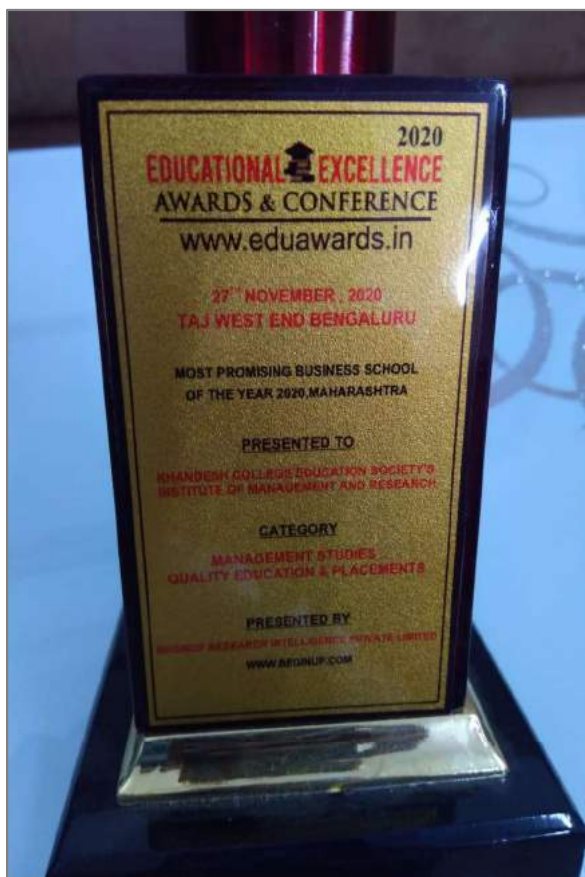 2020
EDUCATIONAL EXCELLENCE
AWARDS & CONFERENCE
www.eduawards.in
27TH NOVEMBER , 2020
TAJ WEST END BENGALURU
MOST PROMISING BUSINESS SCHOOL
OF THE YEAR 2020,MAHARASHTRA
PRESENTED TO
KHANDESH COLLEGE EDUCATION SOCIETY'S
INSTITUTE OF MANAGEMENT AND RESEARCH
CATEGORY
MANAGEMENT STUDIES
QUALITY EDUCATION & PLACEMENTS
PRESENTED BY
BEGINUP RESEARCH INTELLIGENCE PRIVATE LIMITED
WWW.BEGINUP.COM